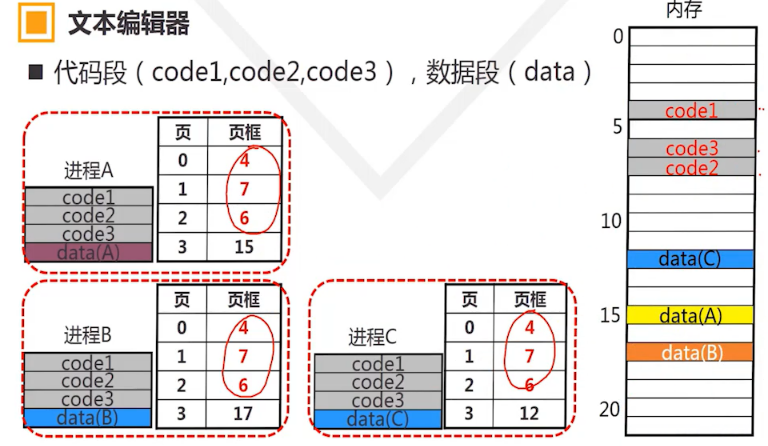 文本编辑器
代码段（code1,code2,code3），数据段（data）
进程A
code1
code2
code3
data(A)
页 页框
0 4
1 7
2 6
3 15
进程B
code1
code2
code3
data(B)
页 页框
0 4
1 7
2 6
3 17
进程C
code1
code2
code3
data(C)
页 页框
0 4
1 7
2 6
3 12
内存
0
code1
5
code3
code2
10
data(C)
15 data(A)
data(B)
20